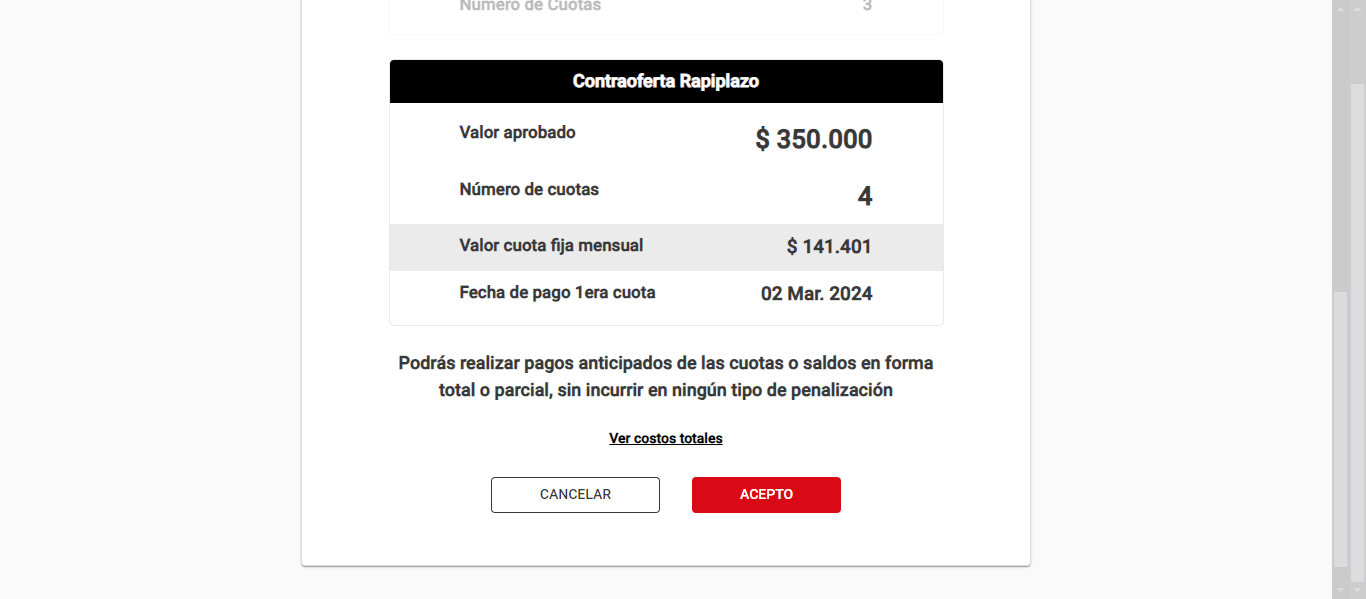 Número de Cuotas 3
Contraoferta Rapiplazo
Valor aprobado $ 350.000
Número de cuotas 4
Valor cuota fija mensual $ 141.401
Fecha de pago 1era cuota 02 Mar. 2024
Podrás realizar pagos anticipados de las cuotas o saldos en forma
total o parcial, sin incurrir en ningún tipo de penalización
Ver costos totales
CANCELAR ACEPTO